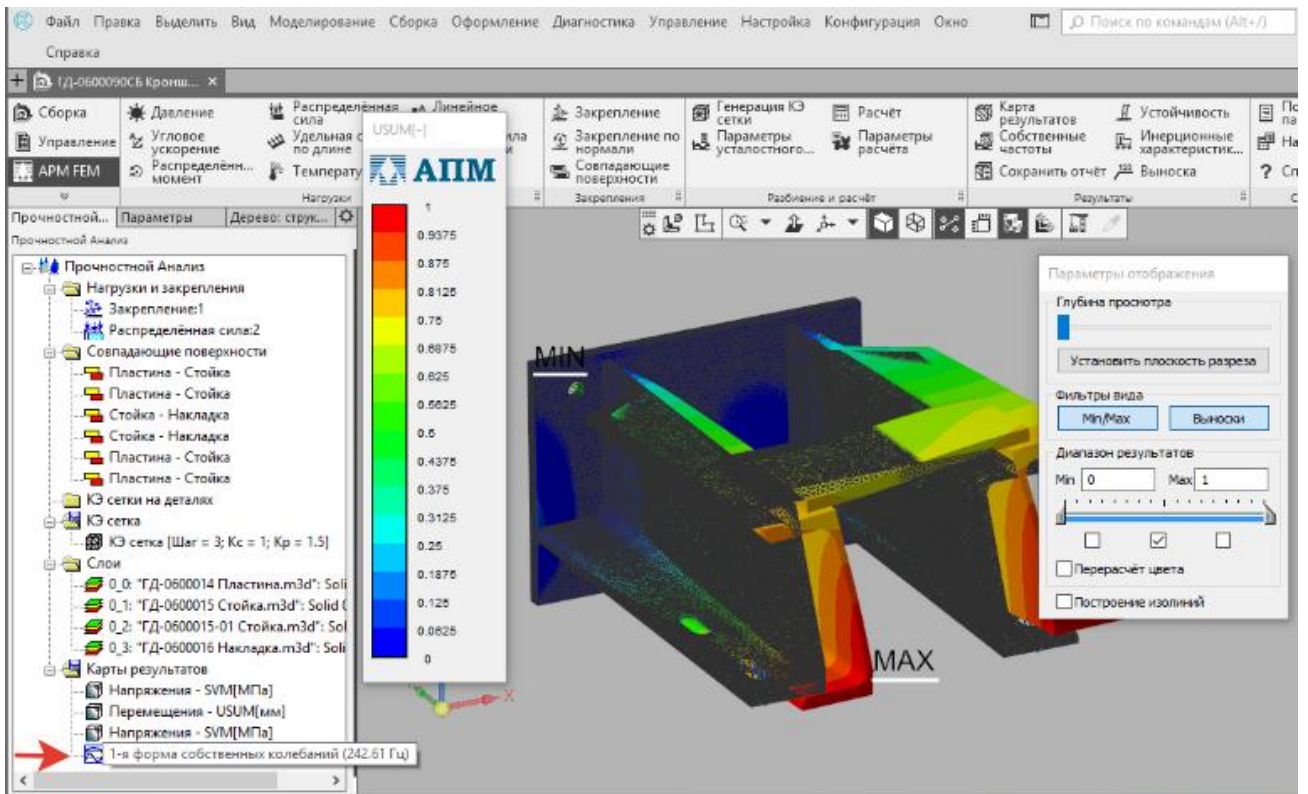 Файл Правка Выделить Вид Моделирование Сборка Оформление Диагностика Управление Настройка Конфигурация Окно
Поиск по командам (Alt+/)
Справка
ГД-0600090СБ Кронш...
Сборка
Управление
APM FEM
Давление
Угловое ускорение
Распределённ... момент
Распределённая сила
Удельная с
по длине
Температу
Линейное
ила
Нагрузки
Закрепление
Закрепление по нормали
Совпадающие поверхности
Закрепления
Генерация КЭ сетки
Параметры усталостного...
Расчёт
Параметры расчёта
Разбиение и расчёт
Карта результатов
Собственные частоты
Сохранить отчёт
Устойчивость
Инерционные характеристик...
Выноска
Результаты
Прочностной...
Параметры
Дерево: струк...
Прочностной Анализ
Прочностной Анализ
Нагрузки и закрепления
Закрепление:1
Распределённая сила:2
Совпадающие поверхности
Пластина - Стойка
Пластина - Стойка
Стойка - Накладка
Стойка - Накладка
Пластина - Стойка
Пластина - Стойка
КЭ сетки на деталях
КЭ сетка
КЭ сетка [Шаг = 3; Кс = 1; Кр = 1.5]
Слои
0_0: "ГД-0600014 Пластина.m3d": Soli
0_1: "ГД-0600015 Стойка.m3d": Solid
0_2: "ГД-0600015-01 Стойка.m3d": Sol
0_3: "ГД-0600016 Накладка.m3d": Soli
Карты результатов
Напряжения - SVM[МПа]
Перемещения - USUM[мм]
Напряжения - SVM[МПа]
1-я форма собственных колебаний (242.61 Гц)
USUM[-]
АПМ
1
0.9375
0.875
0.8125
0.75
0.6875
0.625
0.5625
0.5
0.4375
0.375
0.3125
0.25
0.1875
0.125
0.0625
0
MIN
MAX
X
Параметры отображения
Глубина просмотра
Установить плоскость разреза
Фильтры вида
Min/Max
Выноски
Диапазон результатов
Min 0
Max 1
Перерасчёт цвета
Построение изолиний